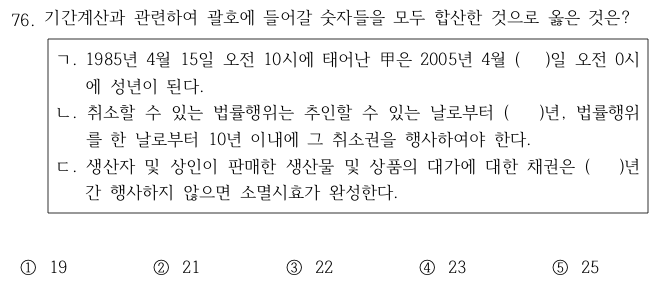 76. 기간계산과 관련하여 괄호에 들어갈 숫자들을 모두 합산한 것으로 옳은 것은?
ㄱ. 1985년 4월 15일 오전 10시에 태어난 甲은 2005년 4월 ( )일 오전 0시
에 성년이 된다.
ㄴ. 취소할 수 있는 법률행위는 추인할 수 있는 날로부터 ( )년, 법률행위
를 한 날로부터 10년 이내에 그 취소권을 행사하여야 한다.
ㄷ. 생산자 및 상인이 판매한 생산물 및 상품의 대가에 대한 채권은 ( )년
간 행사하지 않으면 소멸시효가 완성한다.
① 19 ② 21 ③ 22 ④ 23 ⑤ 25